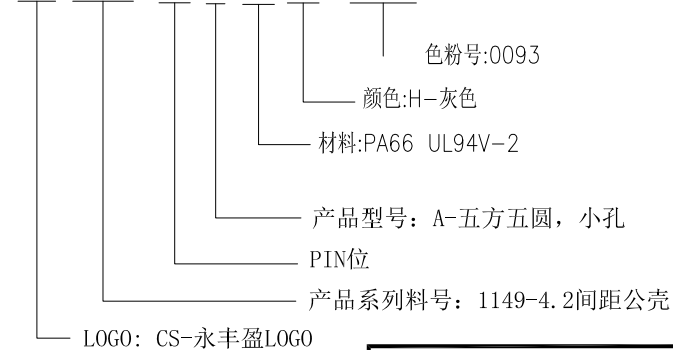 色粉号:0093
颜色:H-灰色
材料:PA66 UL94V-2
产品型号：A-五方五圆，小孔
PIN位
产品系列料号：1149-4.2间距公壳
LOGO: CS-永丰盈LOGO